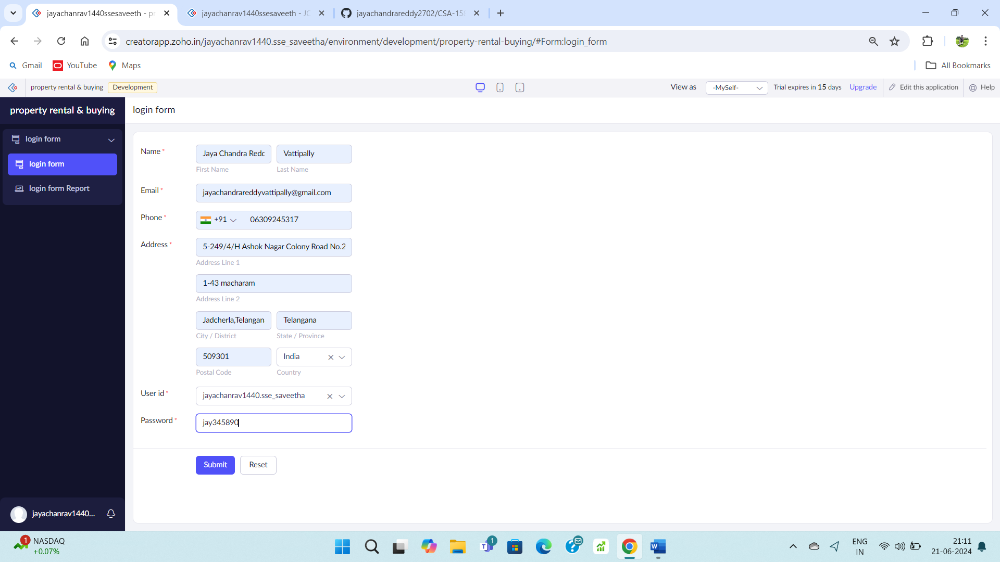 jayachanrav1440ssesaveeth - pr
jayachanrav1440ssesaveeth - JC
jayachandrareddy2702/CSA-158
creatorapp.zoho.in/jayachanrav1440.sse_saveetha/environment/development/property-rental-buying/#Form:login_form
Gmail
YouTube
Maps
All Bookmarks
property rental & buying
Development
View as
-MySelf-
Trial expires in 15 days
Upgrade
Edit this application
Help
property rental & buying
login form
login form
login form
login form Report
Name *
Jaya Chandra Redd
Vattipally
First Name
Last Name
Email *
jayachandrareddyvattipally@gmail.com
Phone *
+91
06309245317
Address *
5-249/4/H Ashok Nagar Colony Road No.2
Address Line 1
1-43 macharam
Address Line 2
Jadcherla,Telangan
Telangana
City / District
State / Province
509301
India
Postal Code
Country
User id *
jayachanrav1440.sse_saveetha
Password *
jay345890
Submit
Reset
jayachanrav1440...
1
NASDAQ
+0.07%
1
ENG
IN
21:11
21-06-2024